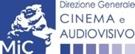 Direzione Generale
CINEMA e
AUDIOVISIVO
MiC